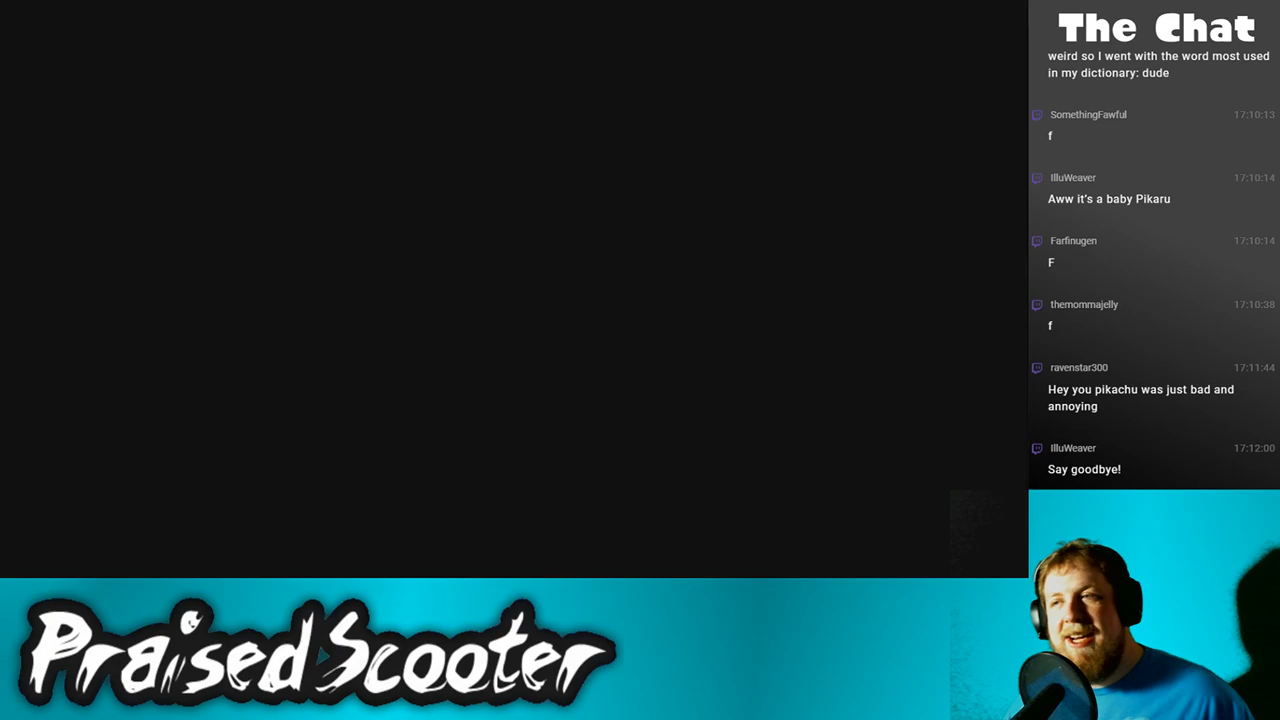 The Chat
weird so I went with the word most used
in my dictionary: dude
SomethingFawful 17:10:13
f
IlluWeaver 17:10:14
Aww it's a baby Pikaru
Farfinugen 17:10:14
F
themommajelly 17:10:38
f
ravenstar300 17:11:44
Hey you pikachu was just bad and
annoying
IlluWeaver 17:12:00
Say goodbye!
PraisedScooter